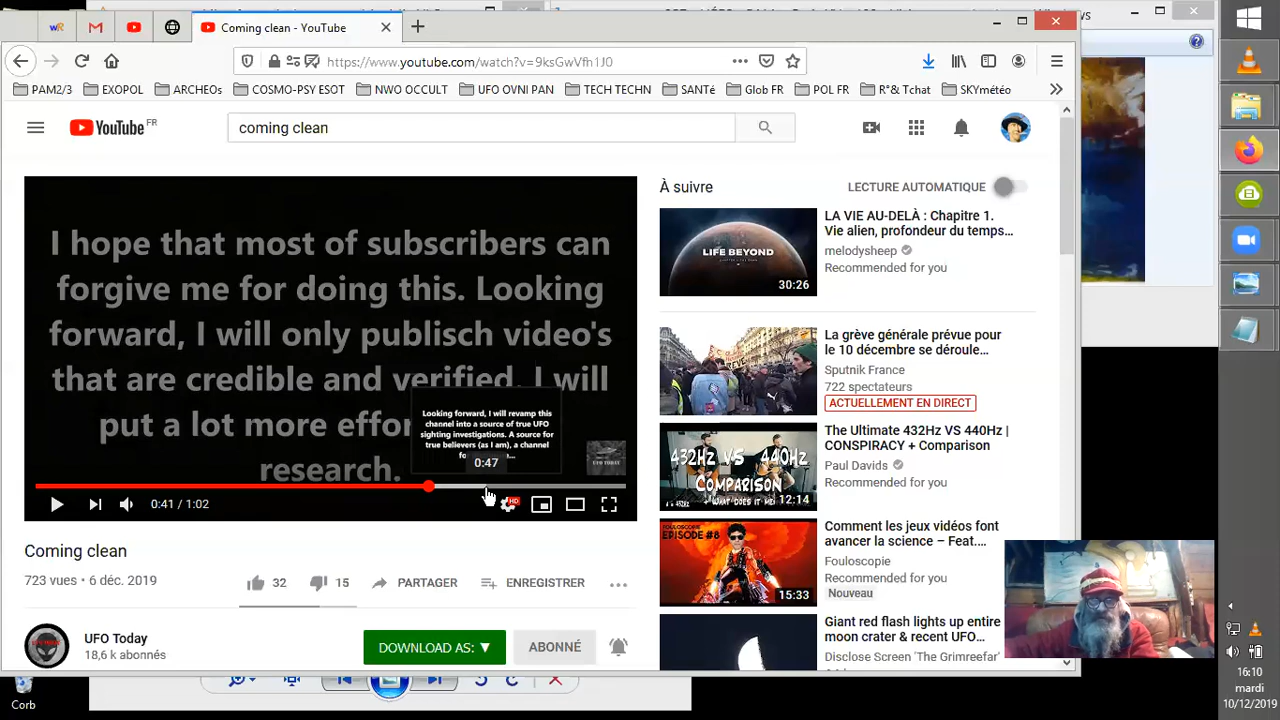 Coming clean - YouTube
https://www.youtube.com/watch?v=9ksGwVfh1J0
PAM2/3 EXOPOL ARCHEOs COSMO-PSY ESOT NWO OCCULT UFO OVNI PAN TECH TECHN SANTé Glob FR POL FR R°& Tchat SKYmétéo
YouTube FR
coming clean
I hope that most of subscribers can
forgive me for doing this. Looking
forward, I will only publisch video's
that are credible and verified. I will
put a lot more effor
research.
Looking forward, I will revamp this
channel into a source of true UFO
sighting investigations. A source for
true believers (as I am), a channel
0:47
UFO TODAY
HD
0:41 / 1:02
Coming clean
723 vues • 6 déc. 2019
32 15 PARTAGER ENREGISTRER
UFO Today
18,6 k abonnés
DOWNLOAD AS: ▼ ABONNÉ
À suivre LECTURE AUTOMATIQUE
LIFE BEYOND
30:26
LA VIE AU-DELÀ : Chapitre 1.
Vie alien, profondeur du temps...
melodysheep
Recommended for you
La grève générale prévue pour
le 10 décembre se déroule...
Sputnik France
722 spectateurs
ACTUELLEMENT EN DIRECT
432Hz VS 440Hz
COMPARISON
+ WHAT DOES IT MEAN
12:14
The Ultimate 432Hz VS 440Hz |
CONSPIRACY + Comparison
Paul Davids
Recommended for you
FOULOSCOPIE
EPISODE #8
15:33
Comment les jeux vidéos font
avancer la science – Feat....
Fouloscopie
Recommended for you
Nouveau
Giant red flash lights up entire
moon crater & recent UFO...
Disclose Screen 'The Grimreefar'
Corb
16:10
mardi
10/12/2019